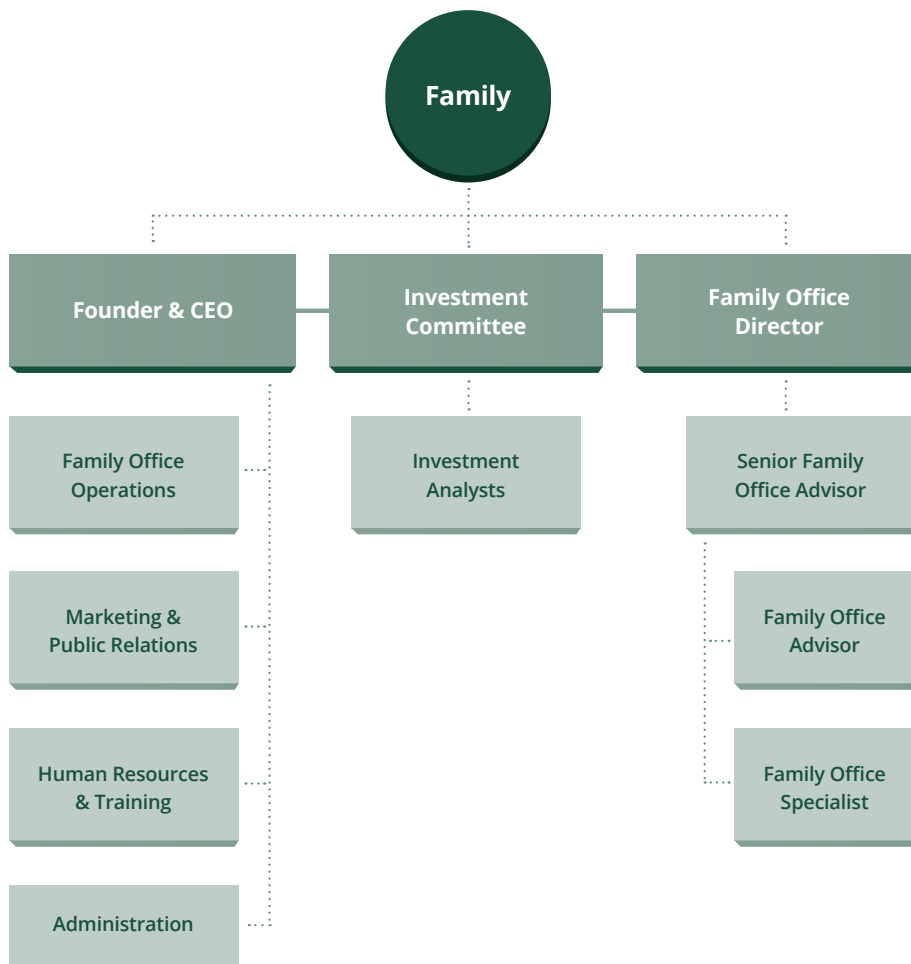 Family
Founder & CEO
Investment
Committee
Family Office
Director
Family Office
Operations
Investment
Analysts
Senior Family
Office Advisor
Marketing &
Public Relations
Family Office
Advisor
Human Resources
& Training
Family Office
Specialist
Administration